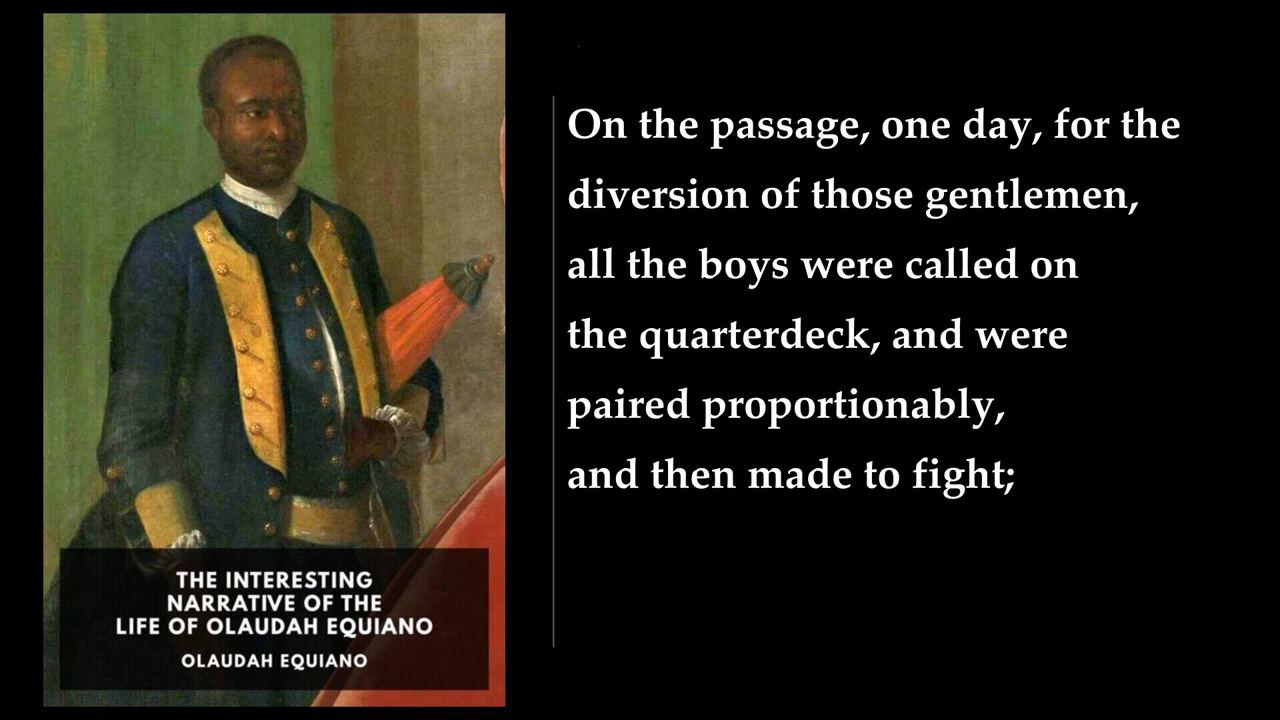 On the passage, one day, for the
diversion of those gentlemen,
all the boys were called on
the quarterdeck, and were
paired proportionably,
and then made to fight;
THE INTERESTING
NARRATIVE OF THE
LIFE OF OLAUDAH EQUIANO
OLAUDAH EQUIANO